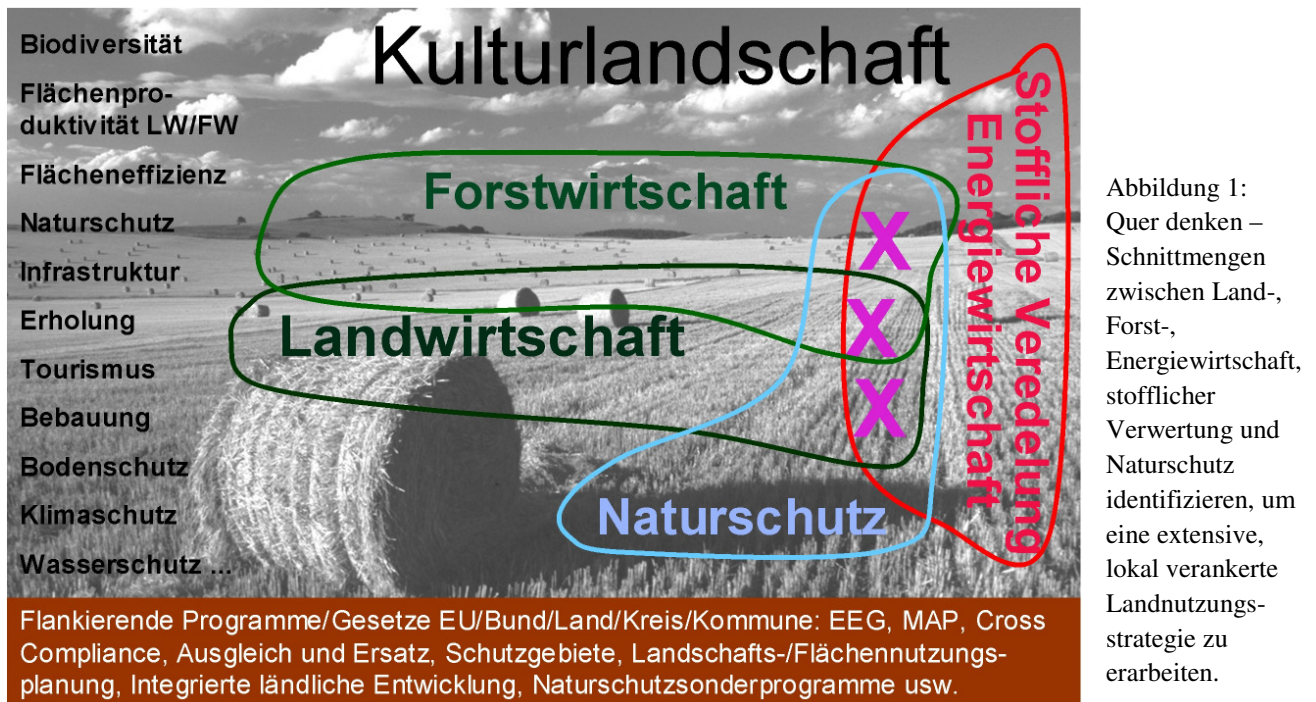 Kulturlandschaft
Biodiversität
Flächenpro-
duktivität LW/FW
Flächeneffizienz
Naturschutz
Infrastruktur
Erholung
Tourismus
Bebauung
Bodenschutz
Klimaschutz
Wasserschutz ...
Forstwirtschaft
Landwirtschaft
Naturschutz
X
X
X
Stoffliche Veredelung
Energiewirtschaft
Flankierende Programme/Gesetze EU/Bund/Land/Kreis/Kommune: EEG, MAP, Cross
Compliance, Ausgleich und Ersatz, Schutzgebiete, Landschafts-/Flächennutzungs-
planung, Integrierte ländliche Entwicklung, Naturschutzsonderprogramme usw.
Abbildung 1:
Quer denken –
Schnittmengen
zwischen Land-,
Forst-,
Energiewirtschaft,
stofflicher
Verwertung und
Naturschutz
identifizieren, um
eine extensive,
lokal verankerte
Landnutzungs-
strategie zu
erarbeiten.